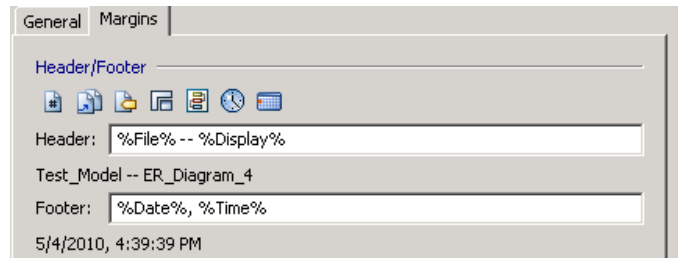 General Margins
Header/Footer
#
Header: %File% -- %Display%
Test_Model -- ER_Diagram_4
Footer: %Date%, %Time%
5/4/2010, 4:39:39 PM